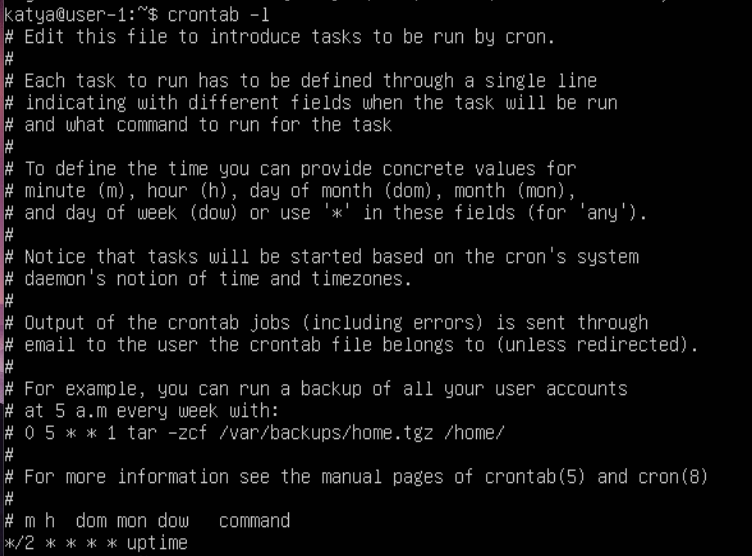 katya@user-1:~$ crontab -l
# Edit this file to introduce tasks to be run by cron.
#
# Each task to run has to be defined through a single line
# indicating with different fields when the task will be run
# and what command to run for the task
#
# To define the time you can provide concrete values for
# minute (m), hour (h), day of month (dom), month (mon),
# and day of week (dow) or use '*' in these fields (for 'any').
#
# Notice that tasks will be started based on the cron's system
# daemon's notion of time and timezones.
#
# Output of the crontab jobs (including errors) is sent through
# email to the user the crontab file belongs to (unless redirected).
#
# For example, you can run a backup of all your user accounts
# at 5 a.m every week with:
# 0 5 * * 1 tar -zcf /var/backups/home.tgz /home/
#
# For more information see the manual pages of crontab(5) and cron(8)
#
# m h  dom mon dow   command
*/2 * * * * uptime